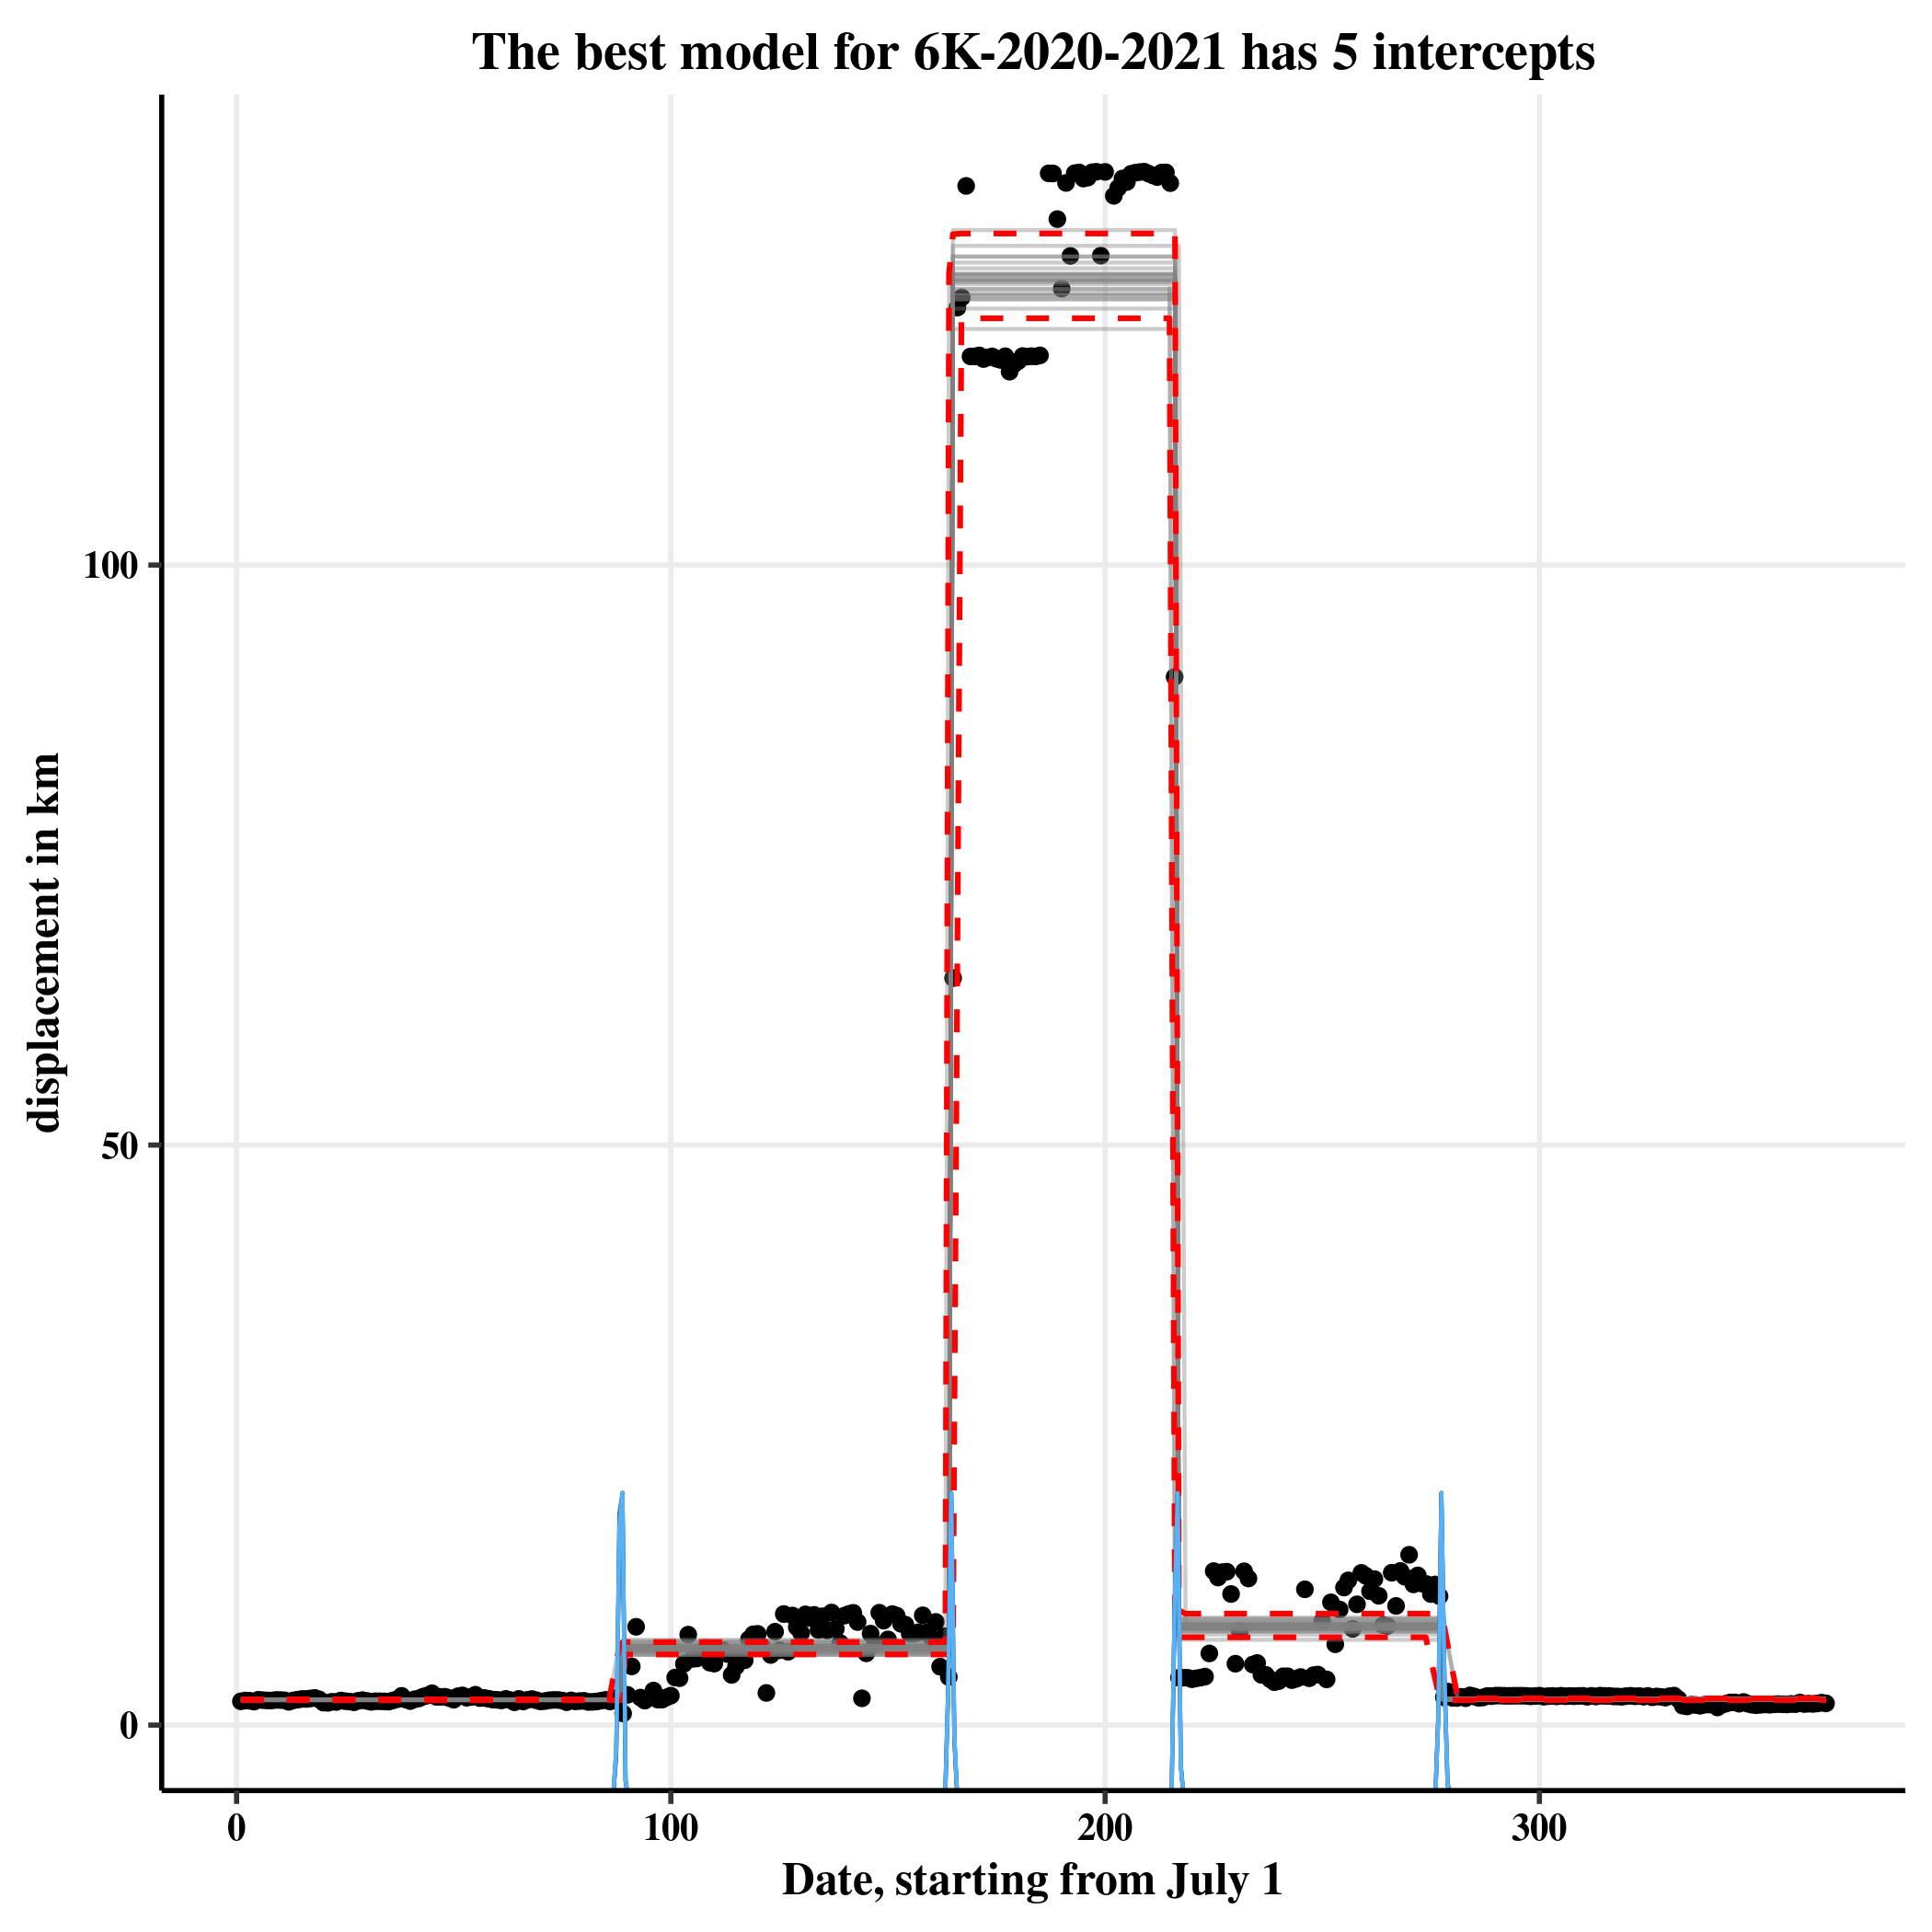 The best model for 6K-2020-2021 has 5 intercepts
displacement in km
100
50
0
0
100
200
300
Date, starting from July 1